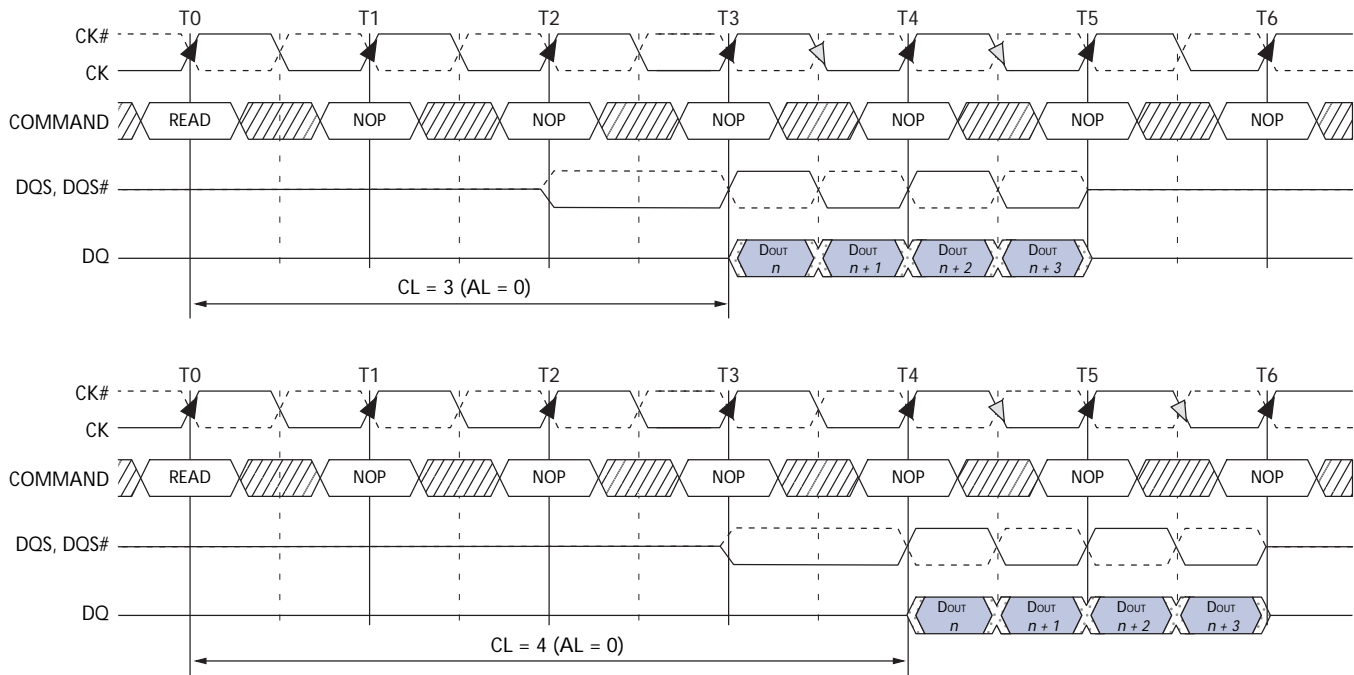 T0 T1 T2 T3 T4 T5 T6
CK#
CK
COMMAND READ NOP NOP NOP NOP NOP NOP
DQS, DQS#
DQ DOUT n DOUT n + 1 DOUT n + 2 DOUT n + 3
CL = 3 (AL = 0)
T0 T1 T2 T3 T4 T5 T6
CK#
CK
COMMAND READ NOP NOP NOP NOP NOP NOP
DQS, DQS#
DQ DOUT n DOUT n + 1 DOUT n + 2 DOUT n + 3
CL = 4 (AL = 0)